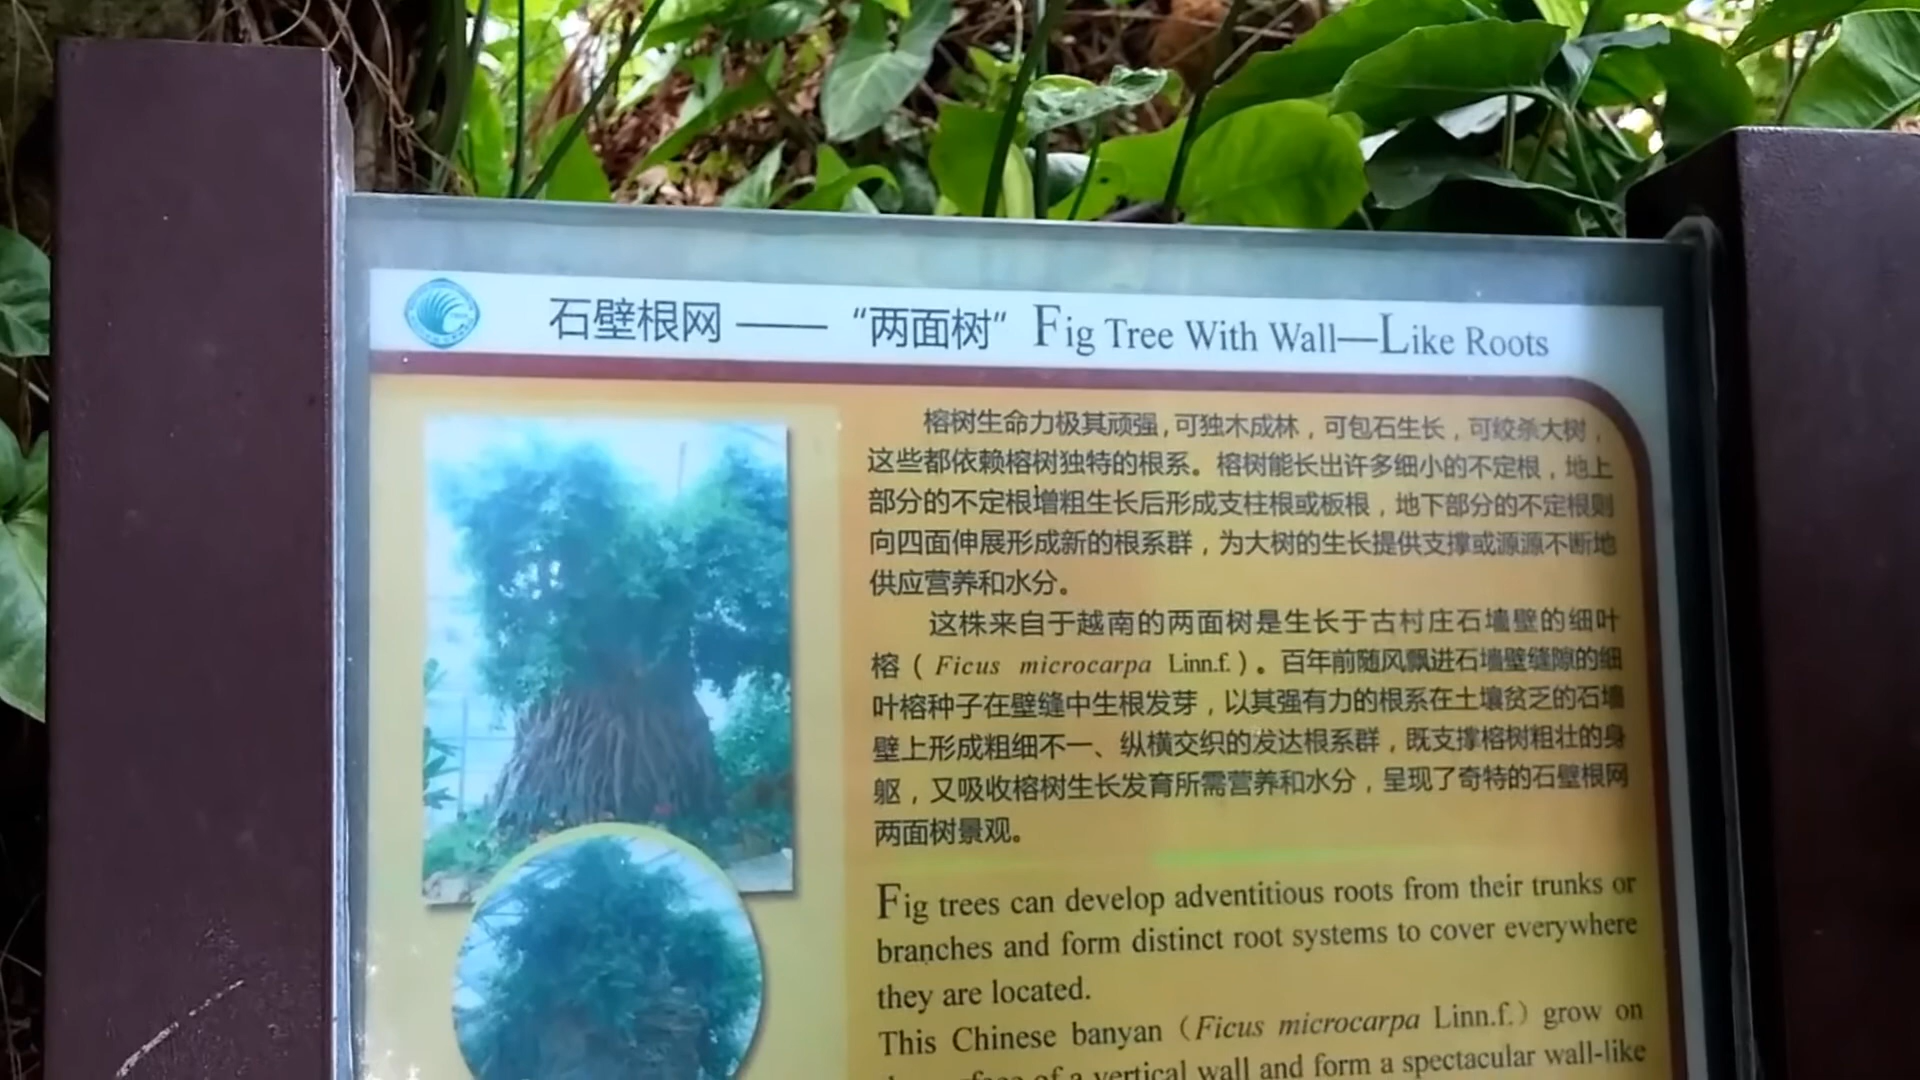 石壁根网 —— “两面树” Fig Tree With Wall—Like Roots
榕树生命力极其顽强,可独木成林,可包石生长,可绞杀大树,
这些都依赖榕树独特的根系。榕树能长出许多细小的不定根,地上
部分的不定根增粗生长后形成支柱根或板根,地下部分的不定根则
向四面伸展形成新的根系群,为大树的生长提供支撑或源源不断地
供应营养和水分。
这株来自于越南的两面树是生长于古村庄石墙壁的细叶
榕( Ficus microcarpa Linn.f.)。百年前随风飘进石墙壁缝隙的细
叶榕种子在壁缝中生根发芽,以其强有力的根系在土壤贫乏的石墙
壁上形成粗细不一、纵横交织的发达根系群,既支撑榕树粗壮的身
躯,又吸收榕树生长发育所需营养和水分,呈现了奇特的石壁根网
两面树景观。
Fig trees can develop adventitious roots from their trunks or
branches and form distinct root systems to cover everywhere
they are located.
This Chinese banyan (Ficus microcarpa Linn.f.) grow on
of a vertical wall and form a spectacular wall-like